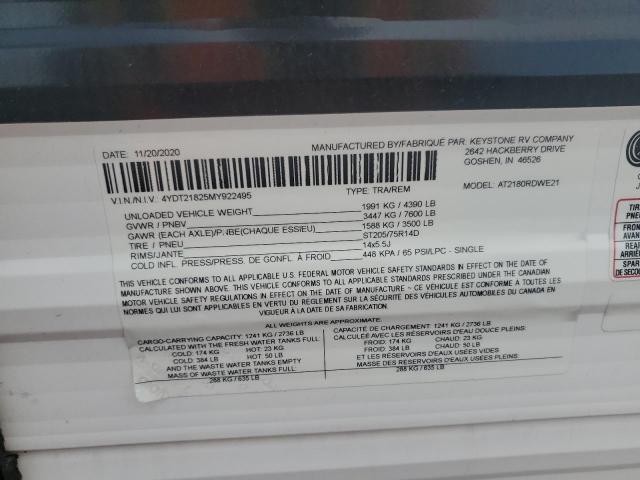 DATE: 11/20/2020
MANUFACTURED BY/FABRIQUÉ PAR: KEYSTONE RV COMPANY
2642 HACKBERRY DRIVE
GOSHEN, IN 46526
V.I.N./N.I.V: 4YDT21825MY922495
TYPE: TRA/REM
MODEL: AT2180RDWE21
UNLOADED VEHICLE WEIGHT: 1991 KG / 4390 LB
GVWR / PNBV 3447 KG / 7600 LB
GAWR (EACH AXLE)/P. IBE(CHAQUE ESSIEU) 1588 KG / 3500 LB
TIRE / PNEU ST205/75R14D
RIMS/JANTE 14x5.5J
COLD INFL. PRESS./PRESS. DE GONFL. À FROID: 448 KPA / 65 PSI/LPC - SINGLE
THIS VEHICLE CONFORMS TO ALL APPLICABLE U.S. FEDERAL MOTOR VEHICLE SAFETY STANDARDS IN EFFECT ON
THE DATE OF MANUFACTURE ABOVE. THIS VEHICLE CONFORMS TO ALL APPLICABLE STANDARDS PRESCRIBED UNDER THE CANADIAN
MOTOR VEHICLE SAFETY REGULATIONS IN EFFECT ON THE DATE OF MANUFACTURE ~ CE VÉHICULE EST CONFORME À TOUTES LES
NORMES QUI LUI SONT APPLICABLES EN VERTU DU RÈGLEMENT SUR LA SÉCURITÉ DES VÉHICULES AUTOMOBILES DU CANADA EN
VIGUEUR À LA DATE DE SA FABRICATION.
ALL WEIGHTS ARE APPROXIMATE:
CARGO-CARRYING CAPACITY: 1241 KG / 2736 LB
CALCULATED WITH THE FRESH WATER TANKS FULL
COLD: 174 KG HOT: 23 KG
COLD: 384 LB HOT: 50 LB
AND THE WASTE WATER TANKS EMPTY
MASS OF WASTE WATER TANKS FULL:
288 KG / 635 LB
CAPACITÉ DE CHARGEMENT: 1241 KG / 2736 LB
CALCULÉE AVEC LES RÉSERVOIRS D'EAU DOUCE PLEINS:
FROID: 174 KG CHAUD: 23 KG
FROID: 384 LB CHAUD: 50 LB
ET LES RÉSERVOIRS D'EAUX USÉES VIDES
MASSE DES RÉSERVOIRS D'EAUX USÉES PLEINS:
288 KG / 635 LB
TI
PNEU
FRON
AVAN
REAR
ARRIÈ
SPAR
DE SECO